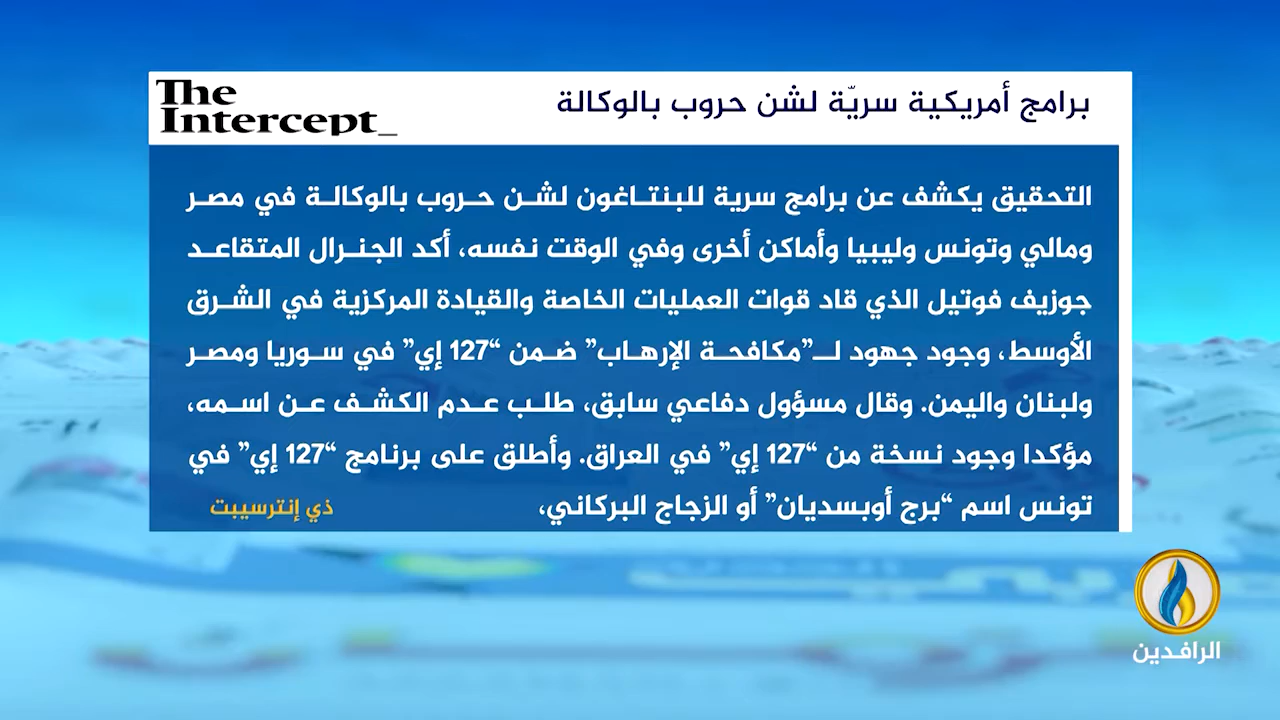 The
Intercept_
برامج أمريكية سريّة لشن حروب بالوكالة
التحقيق يكشف عن برامج سرية للبنتاغون لشن حروب بالوكالة في مصر
ومالي وتونس وليبيا وأماكن أخرى وفي الوقت نفسه، أكد الجنرال المتقاعد
جوزيف فوتيل الذي قاد قوات العمليات الخاصة والقيادة المركزية في الشرق
الأوسط، وجود جهود لـ”مكافحة الإرهاب” ضمن “127 إي” في سوريا ومصر
ولبنان واليمن. وقال مسؤول دفاعي سابق، طلب عدم الكشف عن اسمه،
مؤكدا وجود نسخة من “127 إي” في العراق. وأطلق على برنامج “127 إي” في
تونس اسم “برج أوبسديان” أو الزجاج البركاني،
ذي إنترسيبت
الرافدين